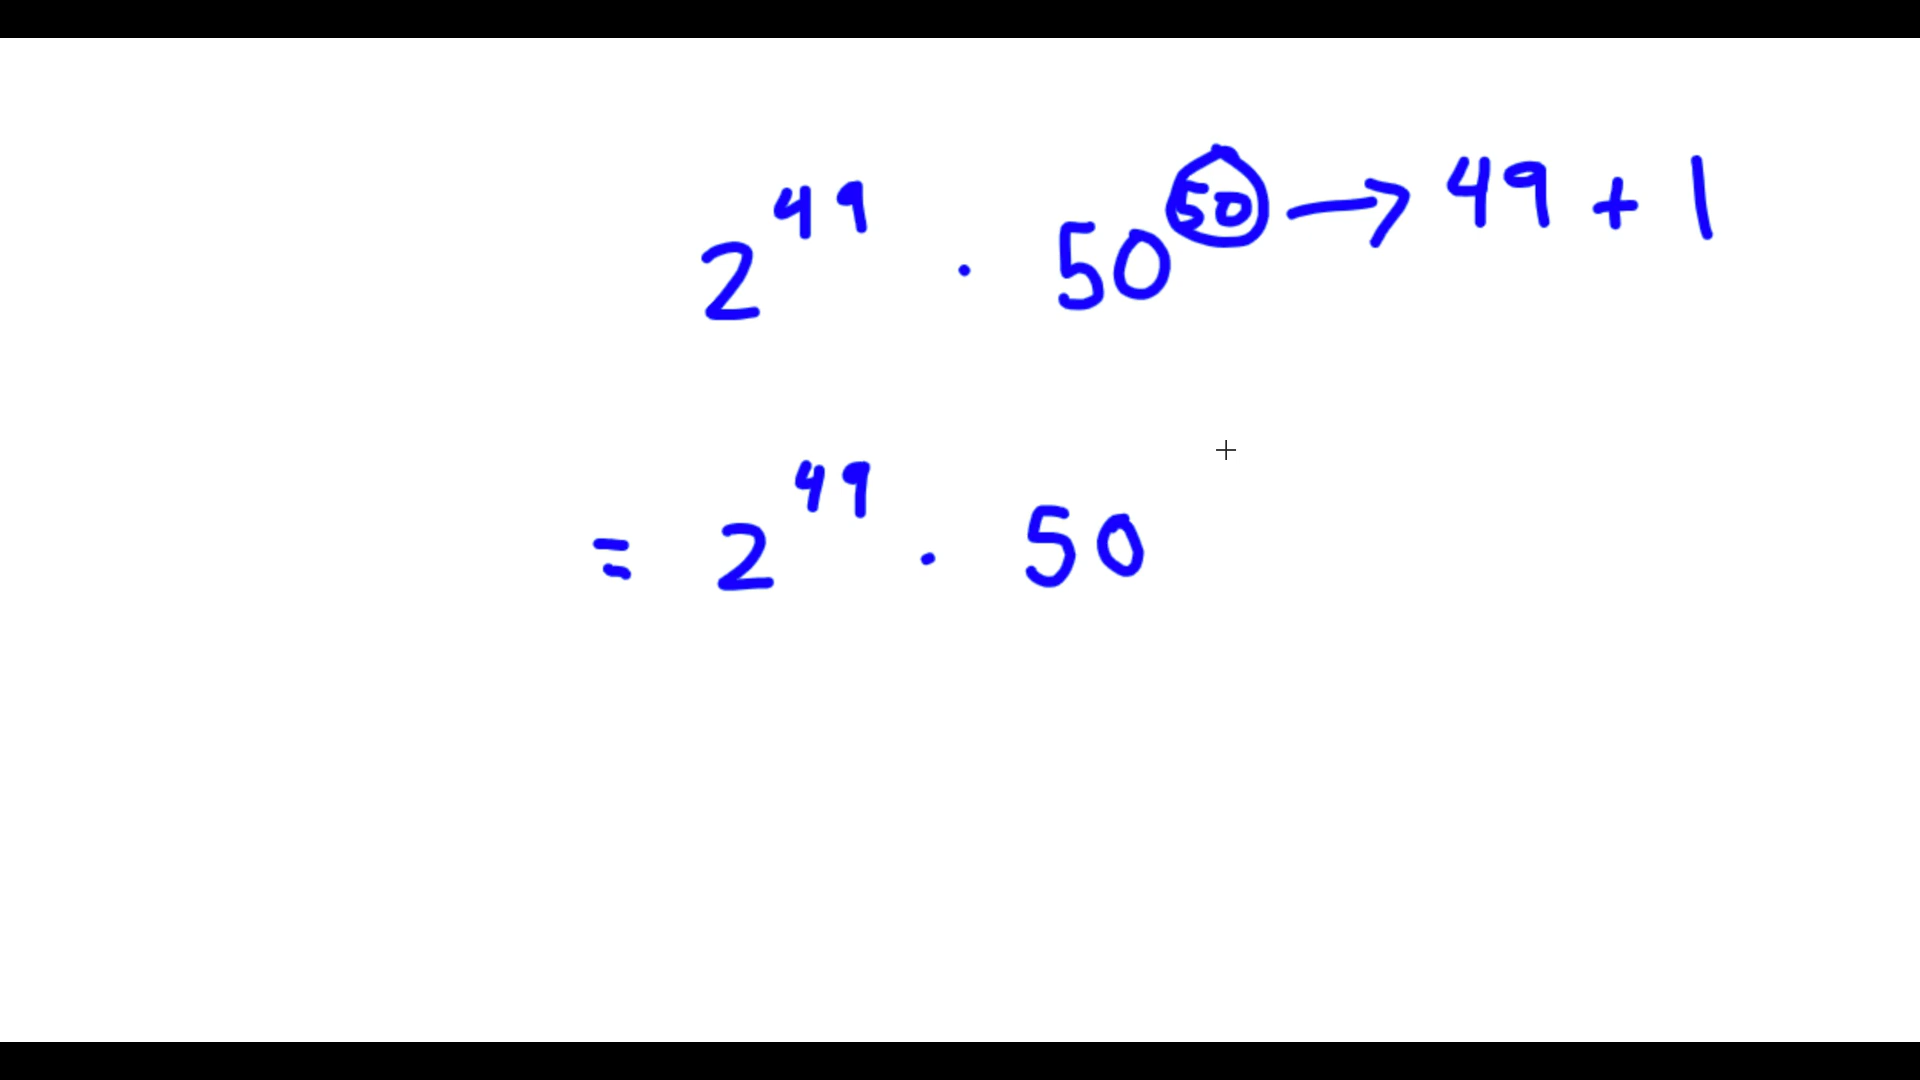 2^49 · 50^50 → 49 + 1
= 2^49 · 50